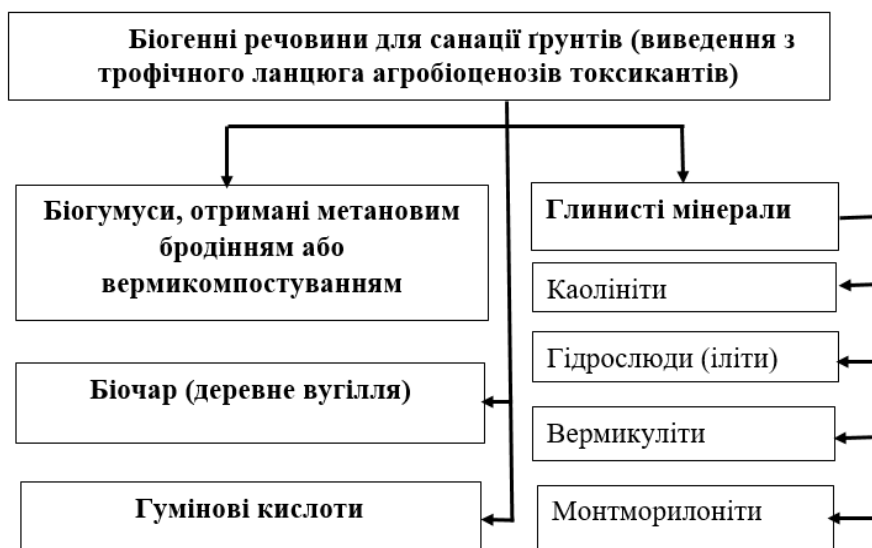 Біогенні речовини для санації ґрунтів (виведення з
трофічного ланцюга агробіоценозів токсикантів)
Біогумуси, отримані метановим
бродінням або
вермикомпостуванням
Біочар (деревне вугілля)
Гумінові кислоти
Глинисті мінерали
Каолініти
Гідрослюди (іліти)
Вермикуліти
Монтморилоніти